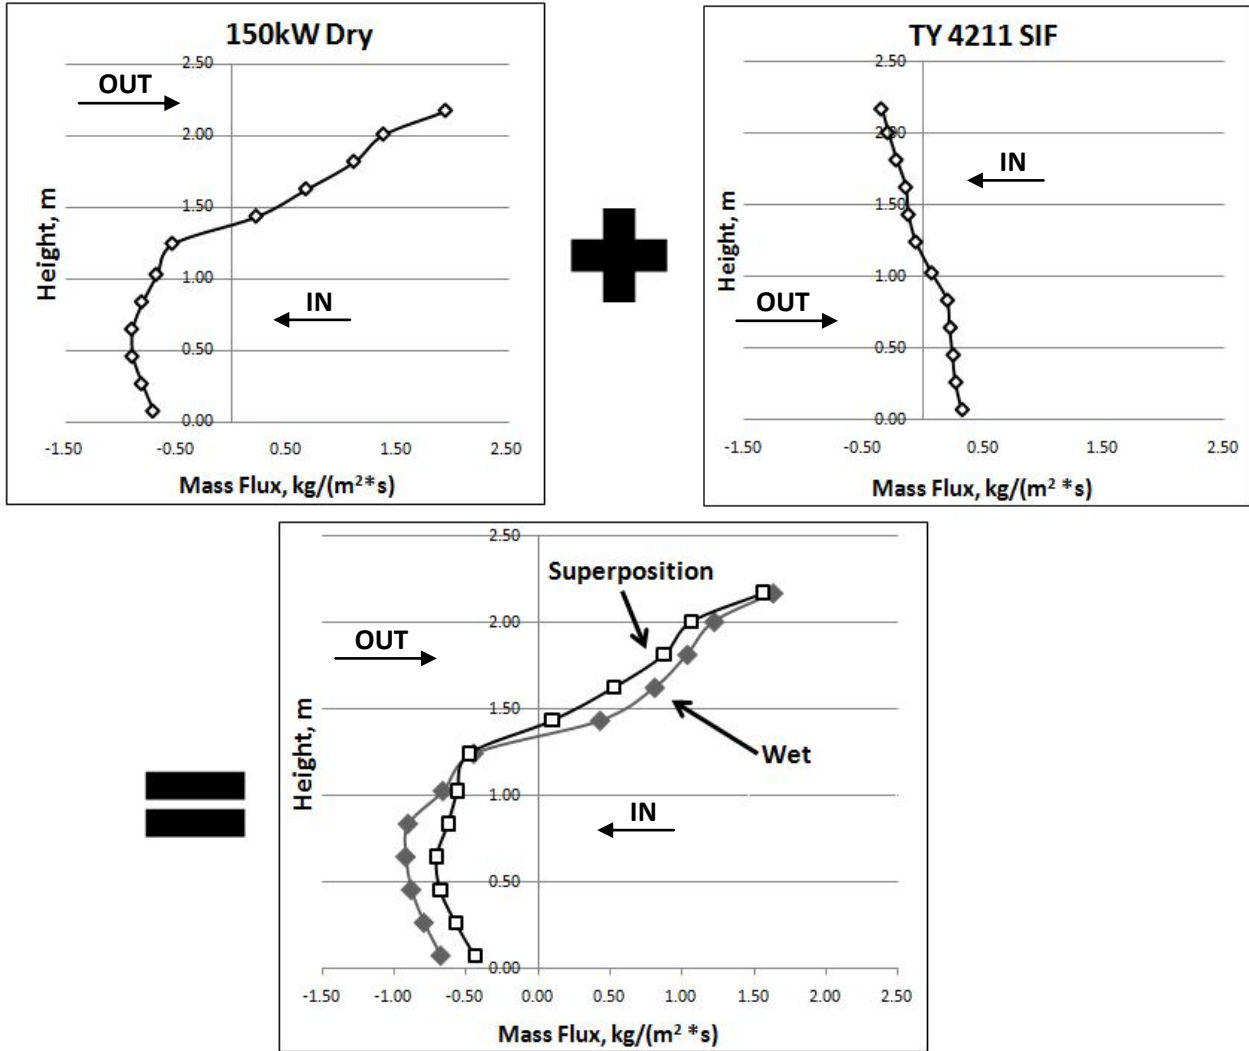 150kW Dry
2.50
OUT
2.00
1.50
1.00
IN
0.50
0.00
Height, m
-1.50 -0.50 0.50 1.50 2.50
Mass Flux, kg/(m² * s)
TY 4211 SIF
2.50
2.00
IN
1.50
1.00
OUT
0.50
0.00
Height, m
-1.50 -0.50 0.50 1.50 2.50
Mass Flux, kg/(m² * s)
2.50
Superposition
2.00
OUT
1.50
Wet
1.00
IN
0.50
0.00
Height, m
-1.50 -1.00 -0.50 0.00 0.50 1.00 1.50 2.00 2.50
Mass Flux, kg/(m² * s)